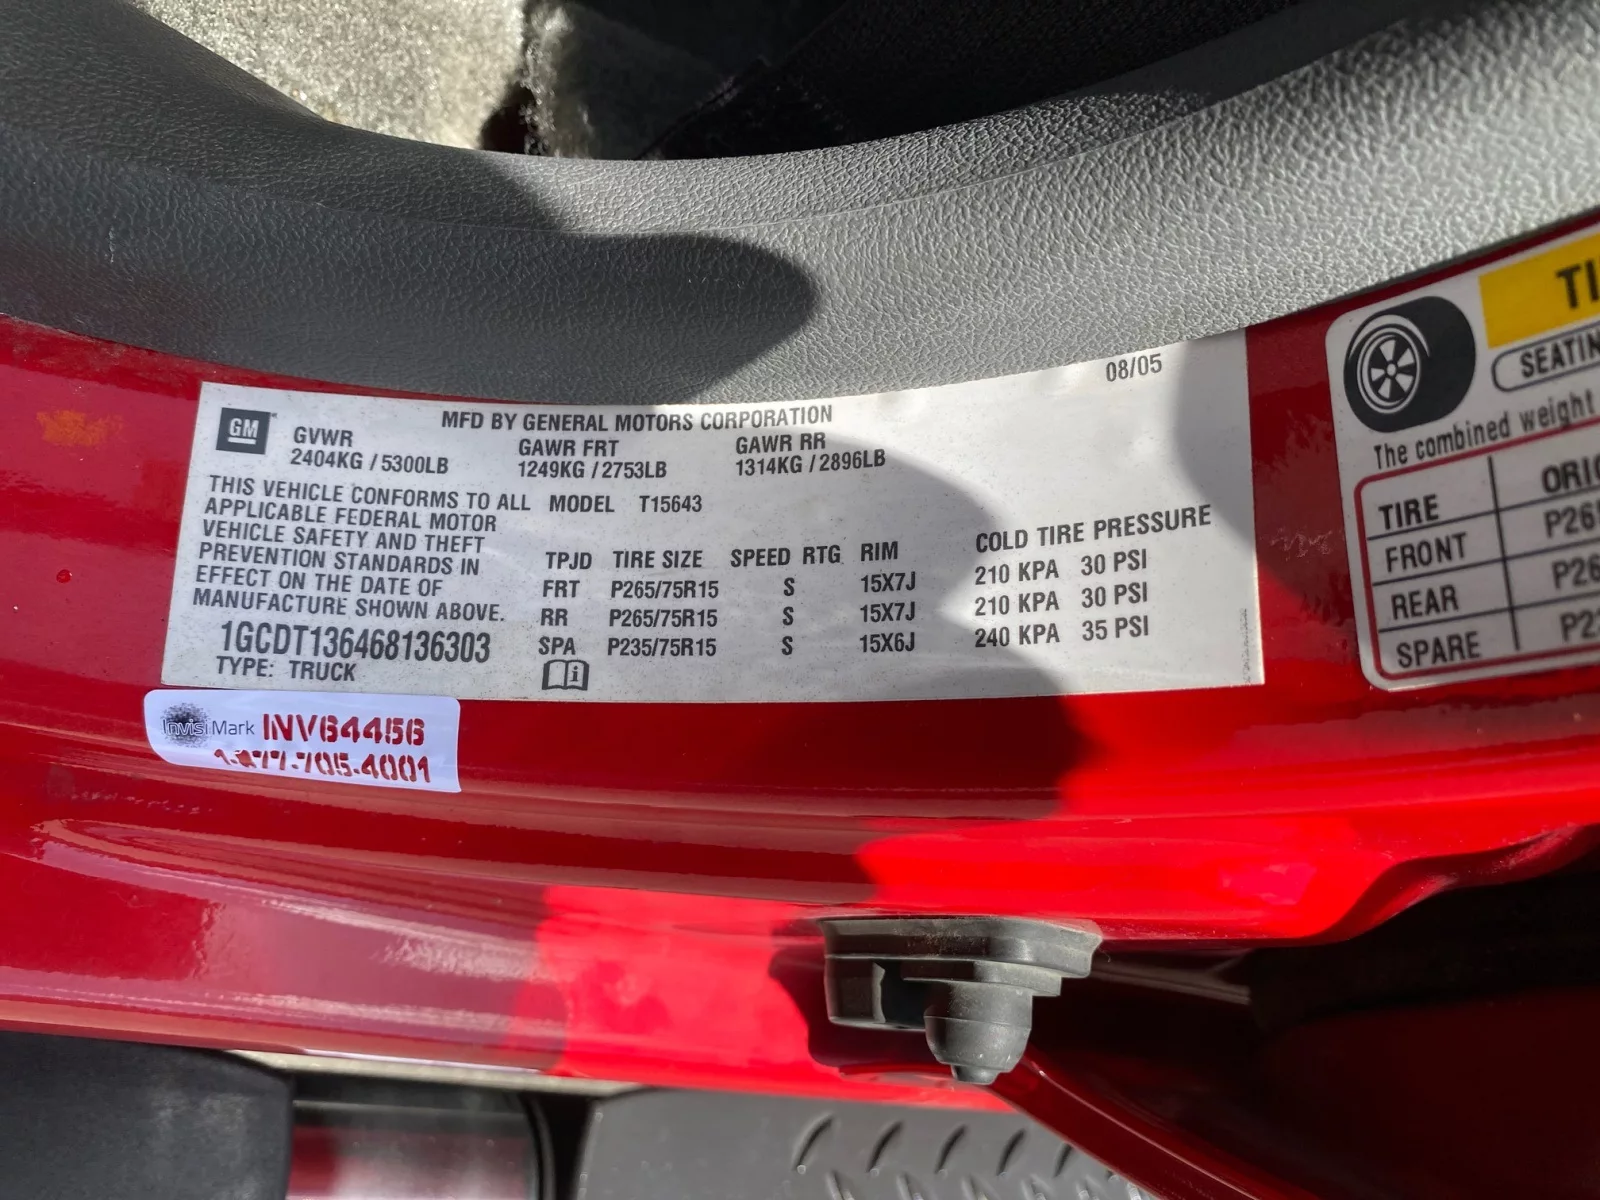 08/05
GM
MFD BY GENERAL MOTORS CORPORATION
GVWR GAWR FRT GAWR RR
2404KG / 5300LB 1249KG / 2753LB 1314KG / 2896LB
THIS VEHICLE CONFORMS TO ALL
APPLICABLE FEDERAL MOTOR
VEHICLE SAFETY AND THEFT
PREVENTION STANDARDS IN
EFFECT ON THE DATE OF
MANUFACTURE SHOWN ABOVE.
1GCDT136468136303
TYPE: TRUCK
MODEL T15643
TPJD TIRE SIZE SPEED RTG RIM COLD TIRE PRESSURE
FRT P265/75R15 S 15X7J 210 KPA 30 PSI
RR P265/75R15 S 15X7J 210 KPA 30 PSI
SPA P235/75R15 S 15X6J 240 KPA 35 PSI
InvisiMark INV64456
1-877-705-4001
The combined weight
TIRE
FRONT
REAR
SPARE